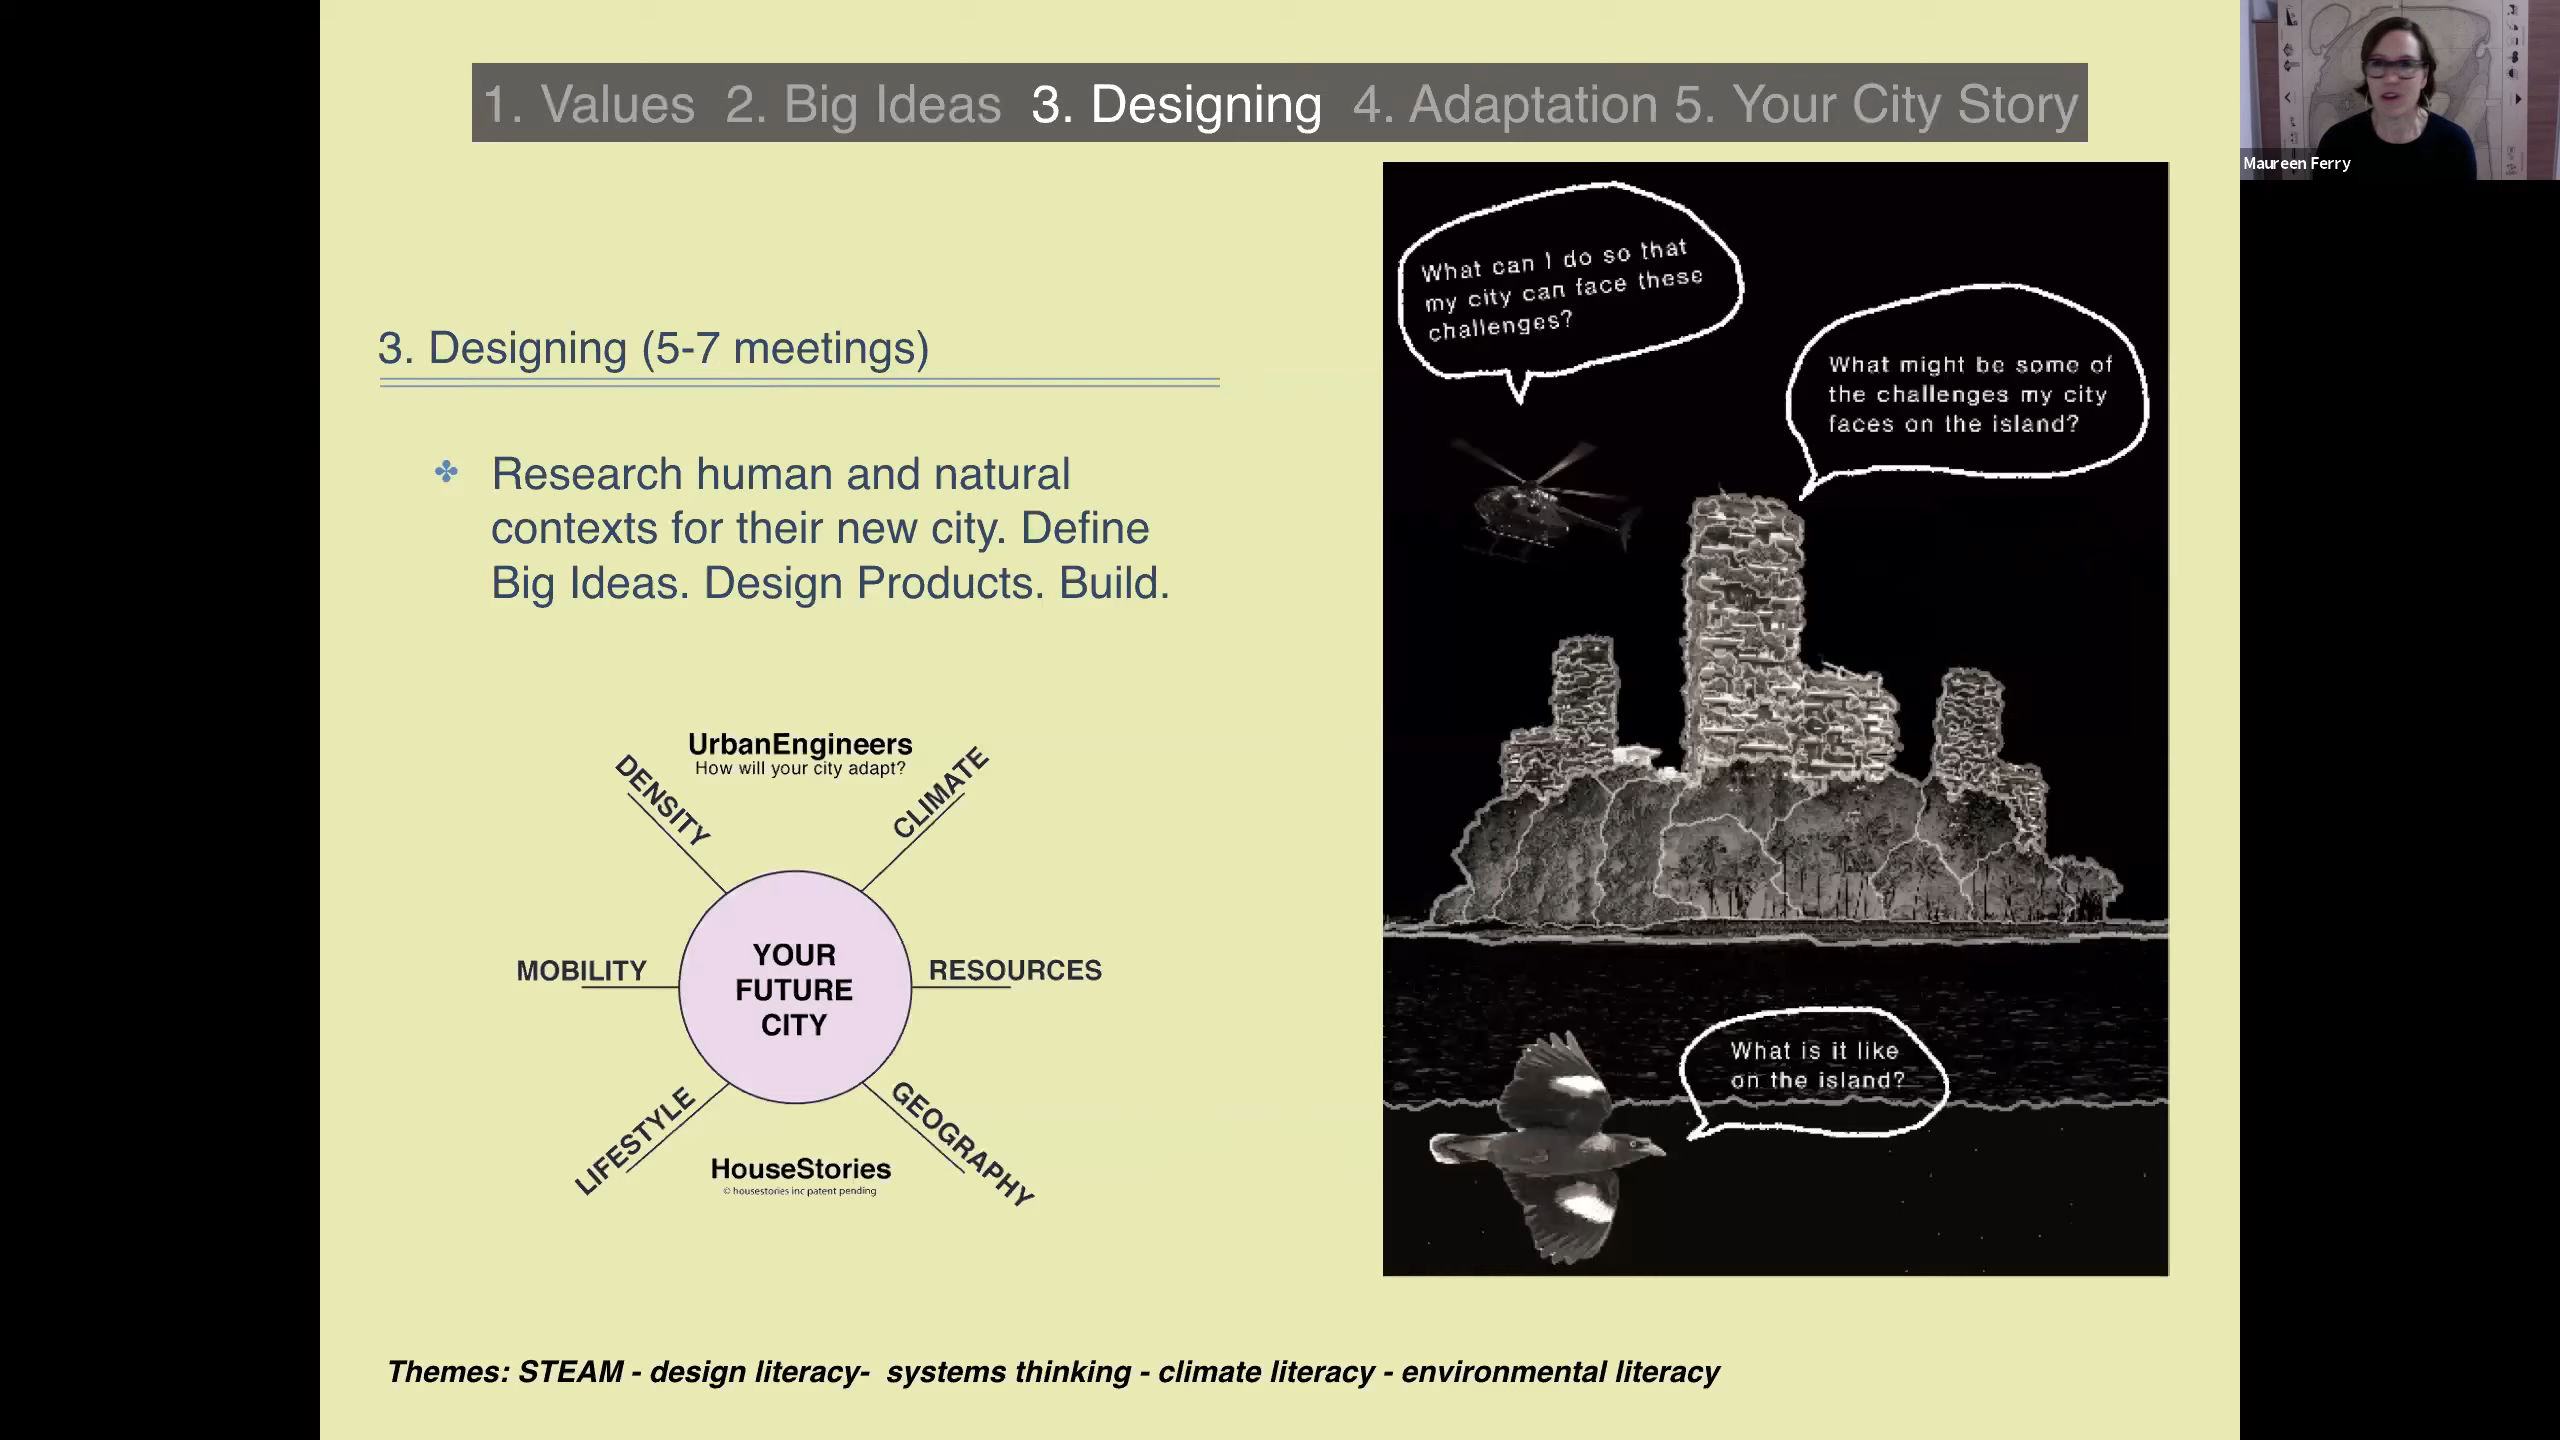 1. Values 2. Big Ideas 3. Designing 4. Adaptation 5. Your City Story
Maureen Ferry
3. Designing (5-7 meetings)
Research human and natural
contexts for their new city. Define
Big Ideas. Design Products. Build.
UrbanEngineers
How will your city adapt?
DENSITY
CLIMATE
MOBILITY
YOUR
FUTURE
CITY
RESOURCES
LIFESTYLE
GEOGRAPHY
HouseStories
© housestories inc patent pending
What can I do so that
my city can face these
challenges?
What might be some of
the challenges my city
faces on the island?
What is it like
on the island?
Themes: STEAM - design literacy- systems thinking - climate literacy - environmental literacy